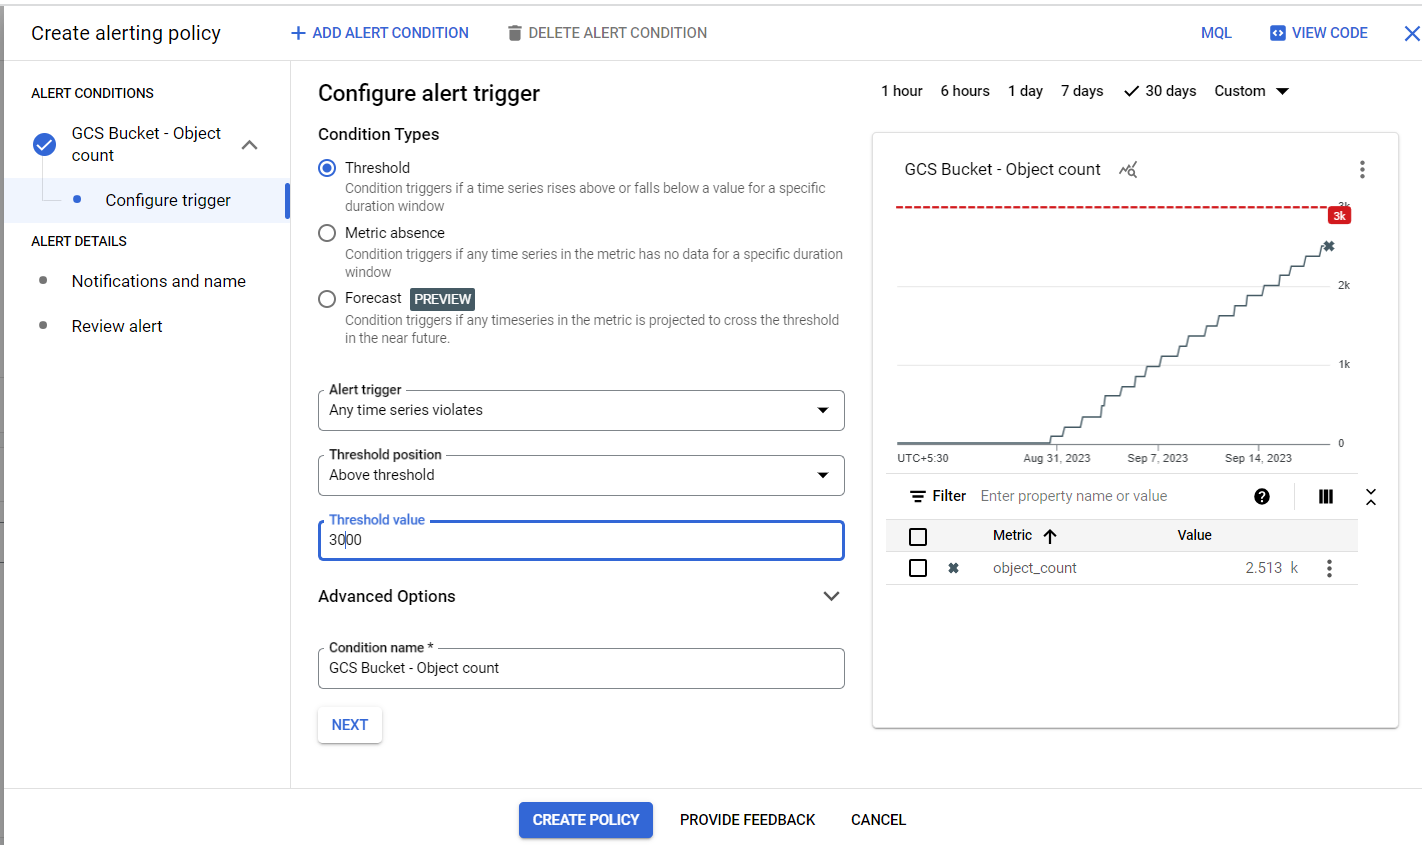 Create alerting policy
ADD ALERT CONDITION
DELETE ALERT CONDITION
MQL
VIEW CODE
ALERT CONDITIONS
GCS Bucket - Object
count
Configure trigger
ALERT DETAILS
Notifications and name
Review alert
Configure alert trigger
Condition Types
Threshold
Condition triggers if a time series rises above or falls below a value for a specific
duration window
Metric absence
Condition triggers if any time series in the metric has no data for a specific duration
window
Forecast PREVIEW
Condition triggers if any timeseries in the metric is projected to cross the threshold
in the near future.
Alert trigger
Any time series violates
Threshold position
Above threshold
Threshold value
3000
Advanced Options
Condition name *
GCS Bucket - Object count
NEXT
1 hour 6 hours 1 day 7 days 30 days Custom
GCS Bucket - Object count
3k
3k
2k
1k
0
UTC+5:30 Aug 31, 2023 Sep 7, 2023 Sep 14, 2023
Filter Enter property name or value
Metric Value
object_count 2.513 k
CREATE POLICY PROVIDE FEEDBACK CANCEL